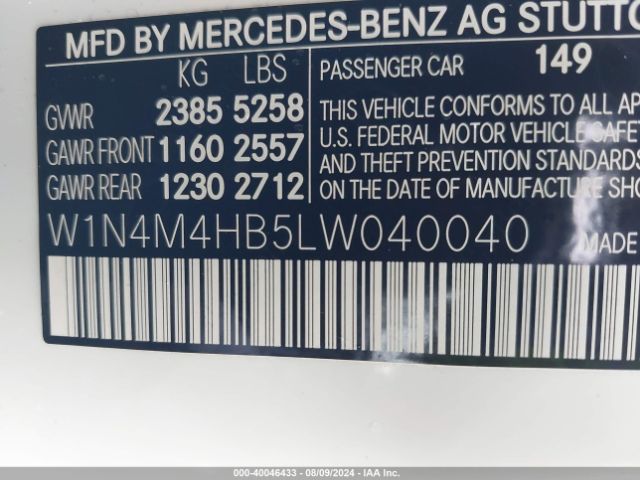 MFD BY MERCEDES-BENZ AG STUTTG
KG LBS
GVWR 2385 5258
GAWR FRONT 1160 2557
GAWR REAR 1230 2712
PASSENGER CAR 149
THIS VEHICLE CONFORMS TO ALL AP
U.S. FEDERAL MOTOR VEHICLE SAFE
AND THEFT PREVENTION STANDARDS
ON THE DATE OF MANUFACTURE SHO
W1N4M4HB5LW040040 MADE
000-40046433 - 08/09/2024 - IAA Inc.